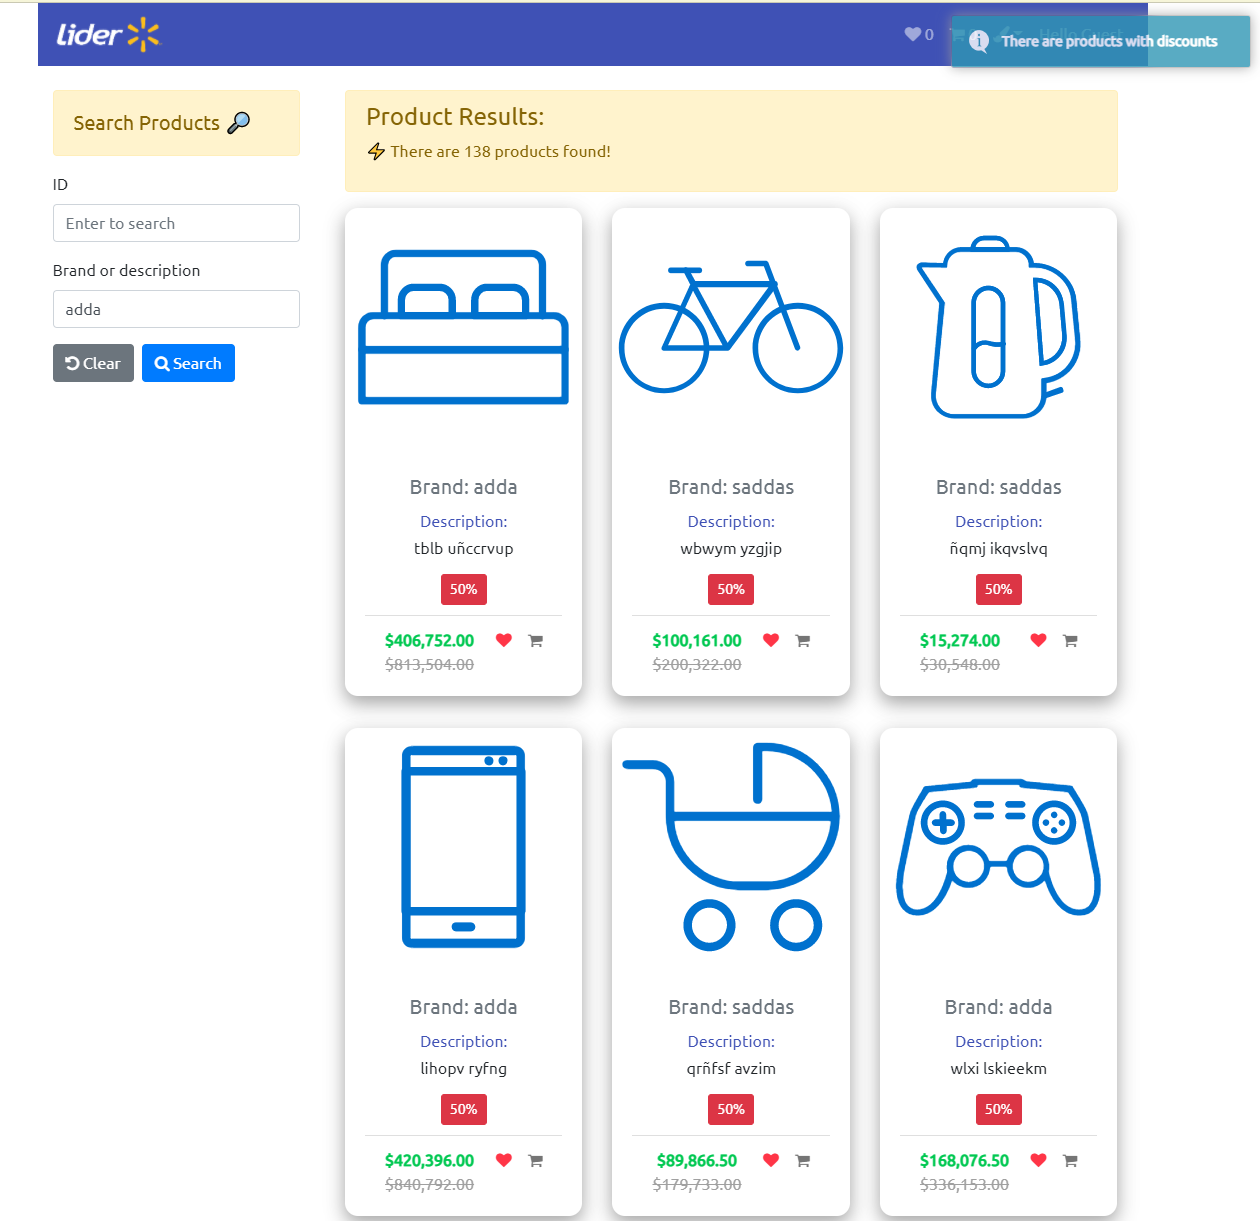 lider
0
Hello Guest
There are products with discounts
Search Products
ID
Enter to search
Brand or description
adda
Clear
Search
Product Results:
There are 138 products found!
Brand: adda
Description:
tblb uñccrvup
50%
$406,752.00
$813,504.00
Brand: saddas
Description:
wbwym yzgjip
50%
$100,161.00
$200,322.00
Brand: saddas
Description:
ñqmj ikqvslvq
50%
$15,274.00
$30,548.00
Brand: adda
Description:
lihopv ryfng
50%
$420,396.00
$840,792.00
Brand: saddas
Description:
qrñfsf avzim
50%
$89,866.50
$179,733.00
Brand: adda
Description:
wlxi lskieekm
50%
$168,076.50
$336,153.00